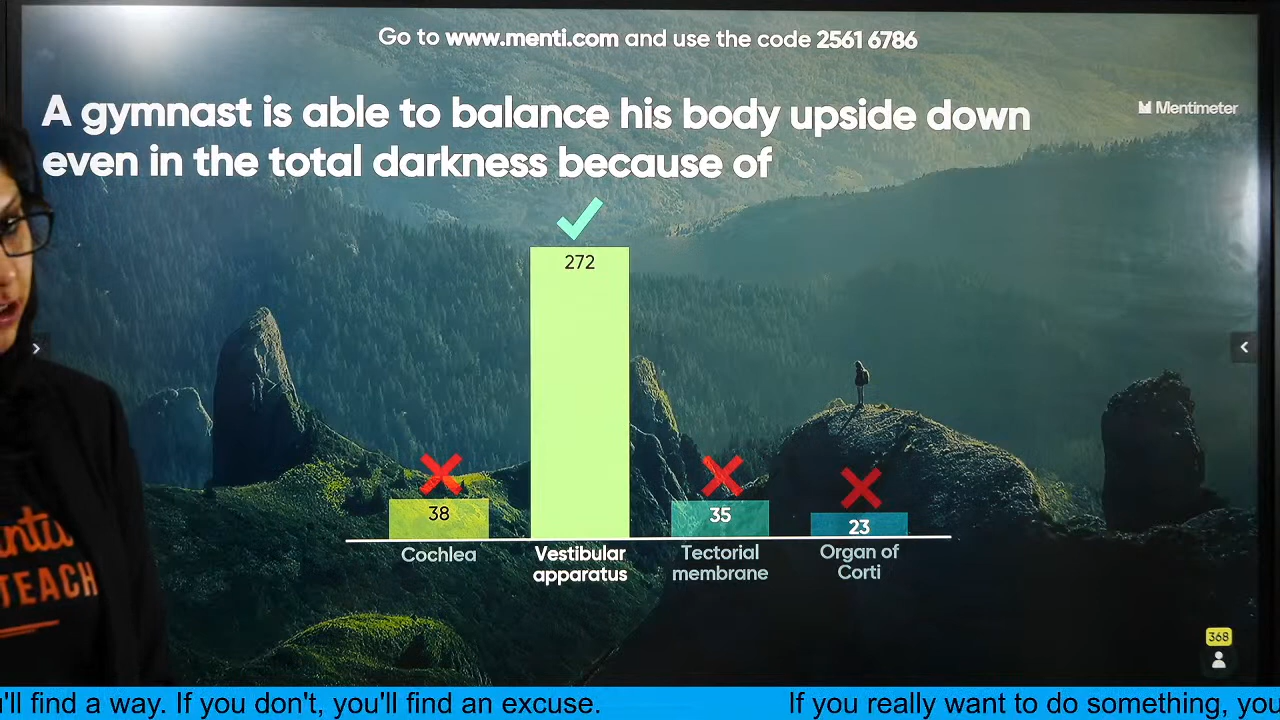 Go to www.menti.com and use the code 2561 6786
A gymnast is able to balance his body upside down
even in the total darkness because of
Mentimeter
272
38
35
23
Cochlea
Vestibular
apparatus
Tectorial
membrane
Organ of
Corti
TEACH
368
'll find a way. If you don't, you'll find an excuse.
If you really want to do something, you